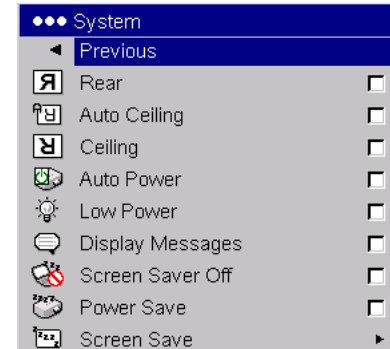 ••• System
Previous
Rear
Auto Ceiling
Ceiling
Auto Power
Low Power
Display Messages
Screen Saver Off
Power Save
Screen Save